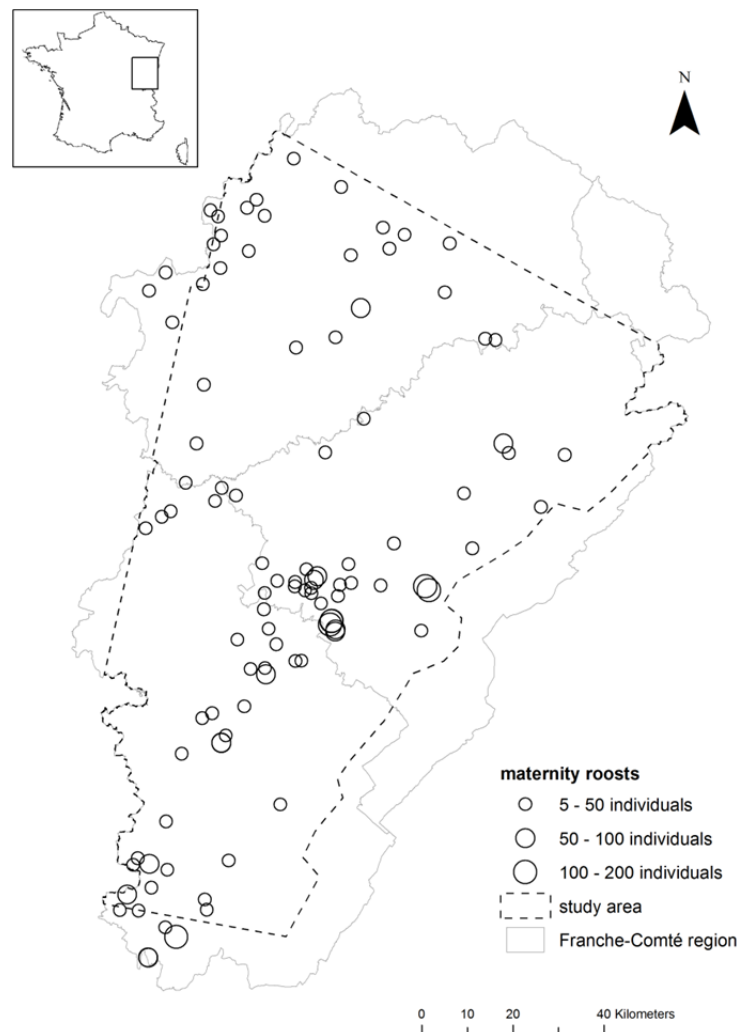 N
maternity roosts
5 - 50 individuals
50 - 100 individuals
100 - 200 individuals
study area
Franche-Comté region
0 10 20 40 Kilometers